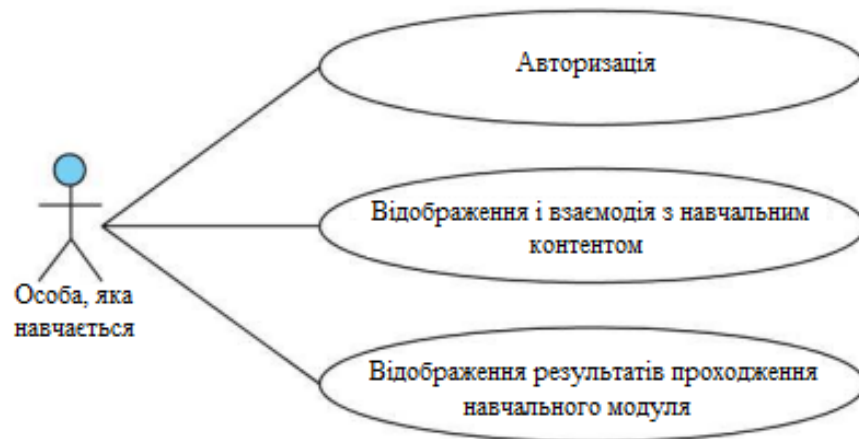 Авторизація
Відображення і взаємодія з навчальним
контентом
Особа, яка
навчається
Відображення результатів проходження
навчального модуля